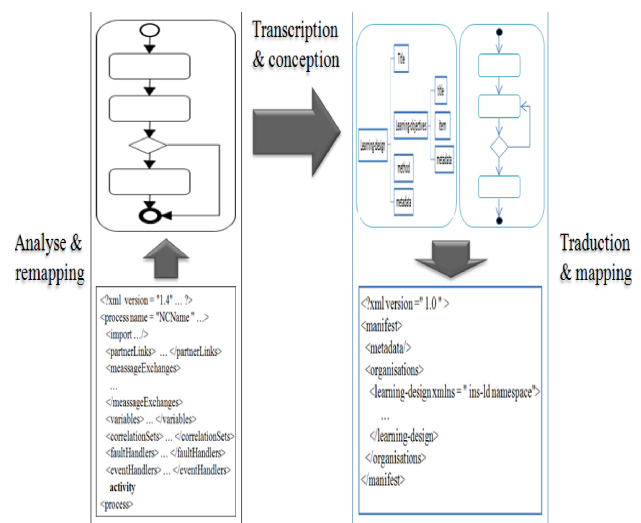 Transcription
& conception
Title
title
Learning-objectives
item
Learning-design
metadata
method
metadata
Analyse &
remapping
Traduction
& mapping
<?xml version = "1.4" ... ?>
<process name = "NCName" ...>
<import .../>
<partnerLinks> ... </partnerLinks>
<meassageExchanges>
...
</meassageExchanges>
<variables> ... </variables>
<correlationSets> ... </correlationSets>
<faultHandlers> ... </faultHandlers>
<eventHandlers> ... </eventHandlers>
activity
<process>
<?xml version =" 1.0 " >
<manifest>
<metadata/>
<organisations>
<learning-design xmlns = " ins-ld namespace">
...
</learning-design>
</organisations>
</manifest>